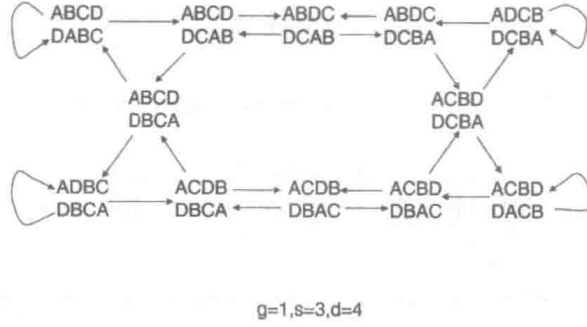 ABCD ABCD ABDC ABDC ADCB
DABC DCAB DCAB DCBA DCBA
ABCD ACBD
DBCA DCBA
ADBC ACDB ACDB ACBD ACBD
DBCA DBCA DBAC DBAC DACB
g=1,s=3,d=4